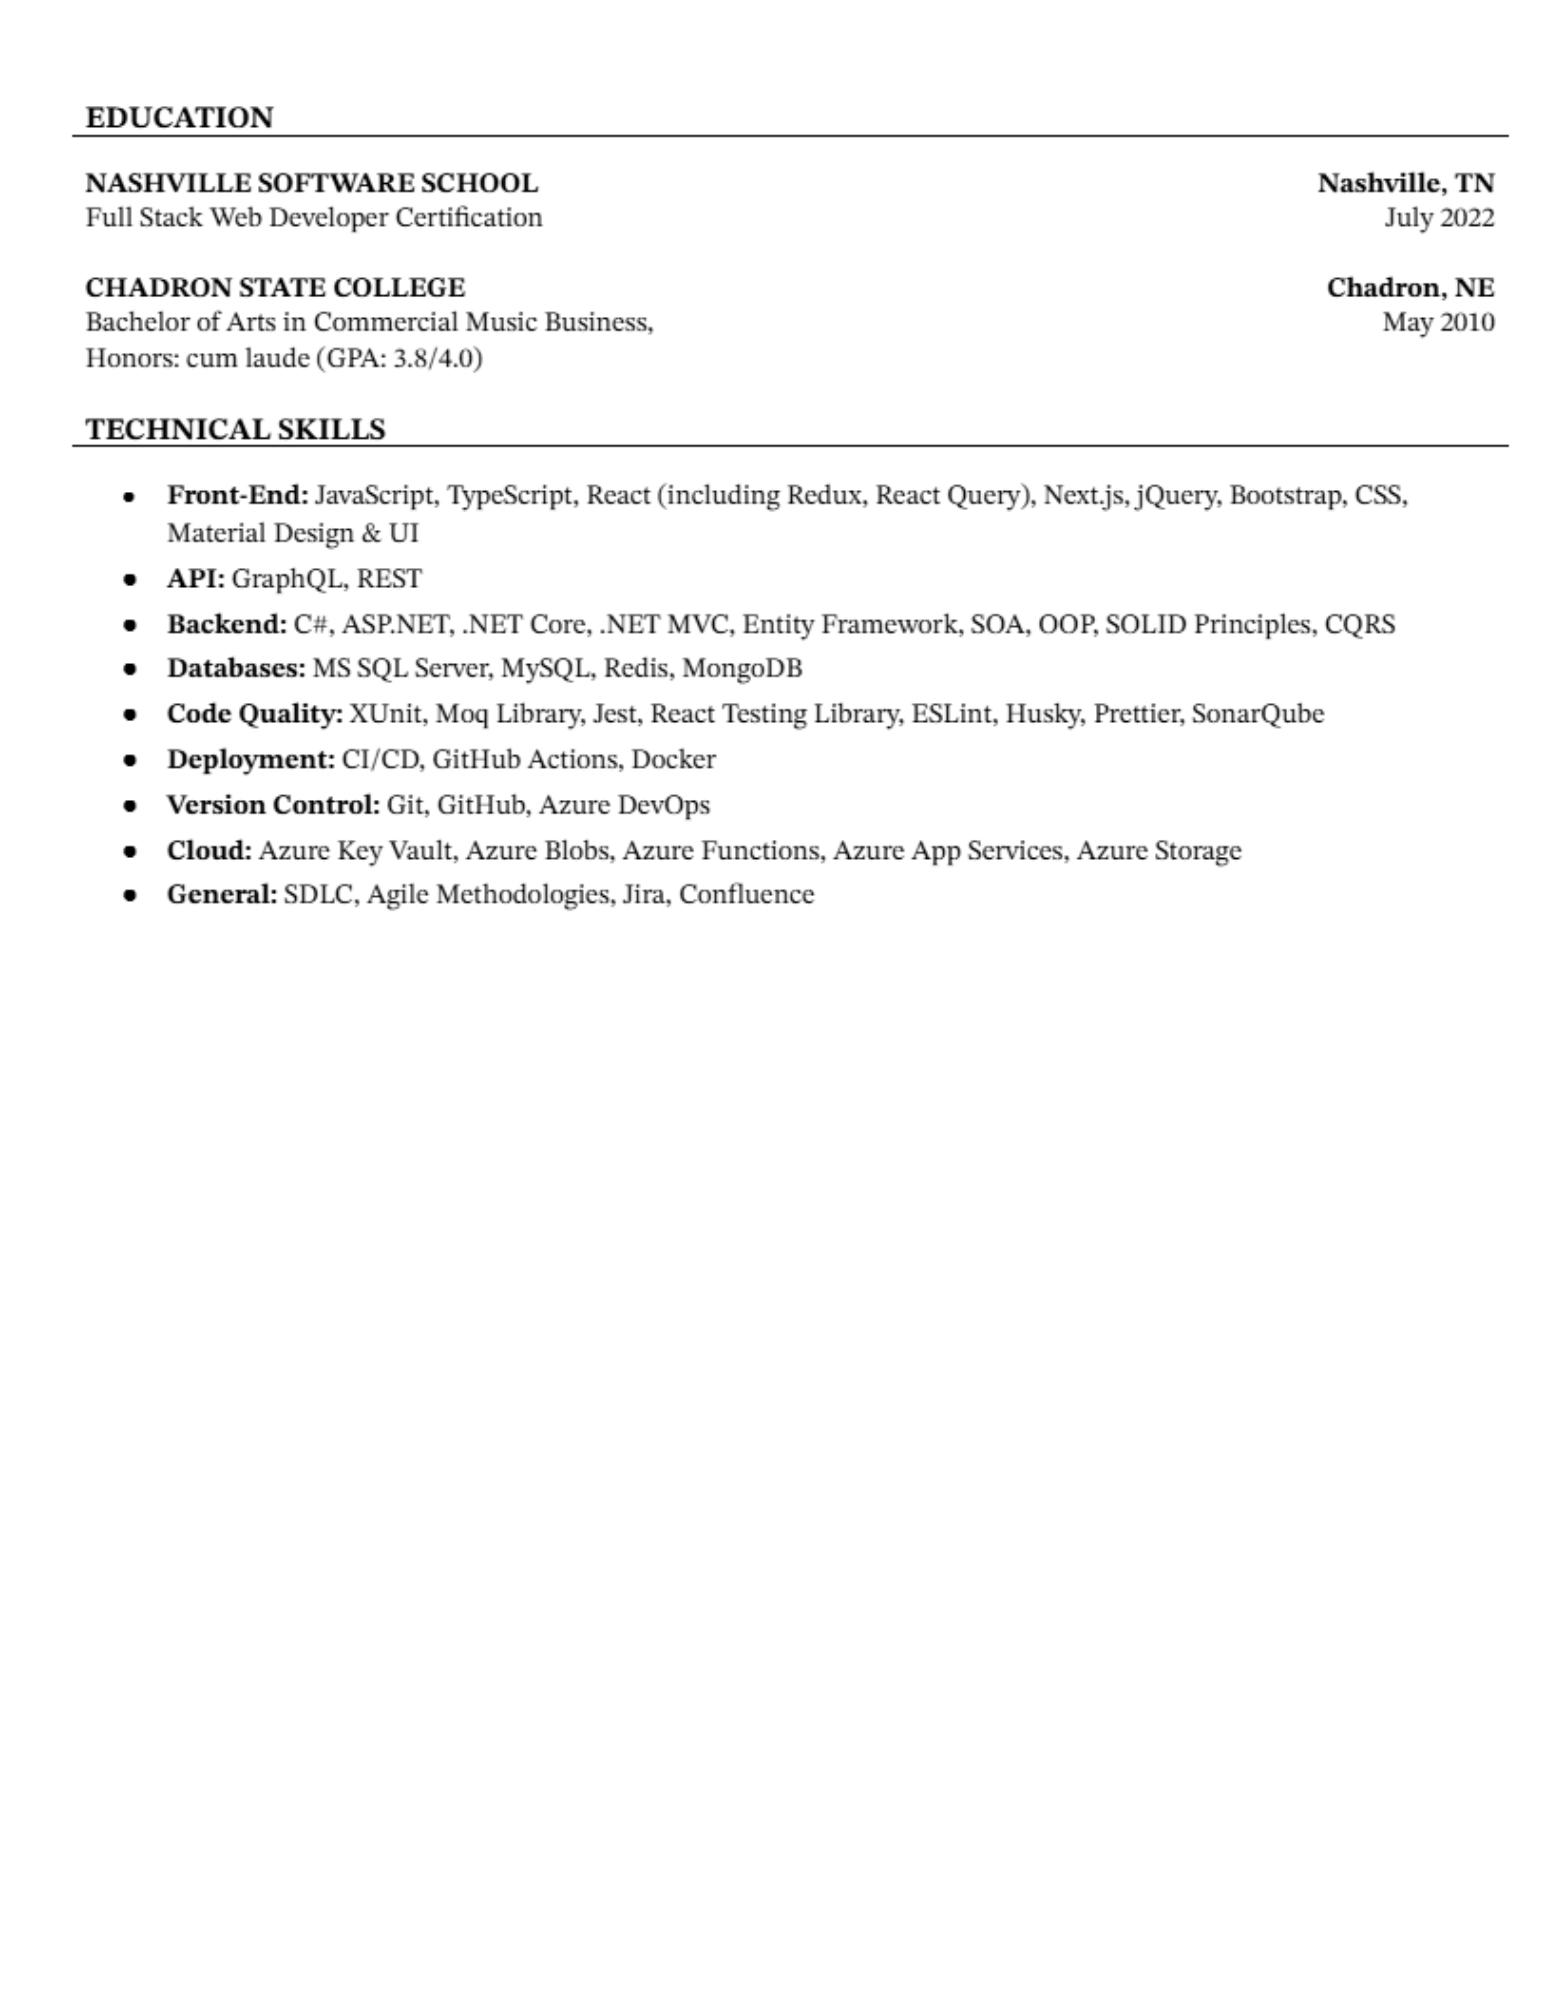 EDUCATION
NASHVILLE SOFTWARE SCHOOL Nashville, TN
Full Stack Web Developer Certification July 2022
CHADRON STATE COLLEGE Chadron, NE
Bachelor of Arts in Commercial Music Business, May 2010
Honors: cum laude (GPA: 3.8/4.0)
TECHNICAL SKILLS
● Front-End: JavaScript, TypeScript, React (including Redux, React Query), Next.js, jQuery, Bootstrap, CSS,
Material Design & UI
● API: GraphQL, REST
● Backend: C#, ASP.NET, .NET Core, .NET MVC, Entity Framework, SOA, OOP, SOLID Principles, CQRS
● Databases: MS SQL Server, MySQL, Redis, MongoDB
● Code Quality: XUnit, Moq Library, Jest, React Testing Library, ESLint, Husky, Prettier, SonarQube
● Deployment: CI/CD, GitHub Actions, Docker
● Version Control: Git, GitHub, Azure DevOps
● Cloud: Azure Key Vault, Azure Blobs, Azure Functions, Azure App Services, Azure Storage
● General: SDLC, Agile Methodologies, Jira, Confluence